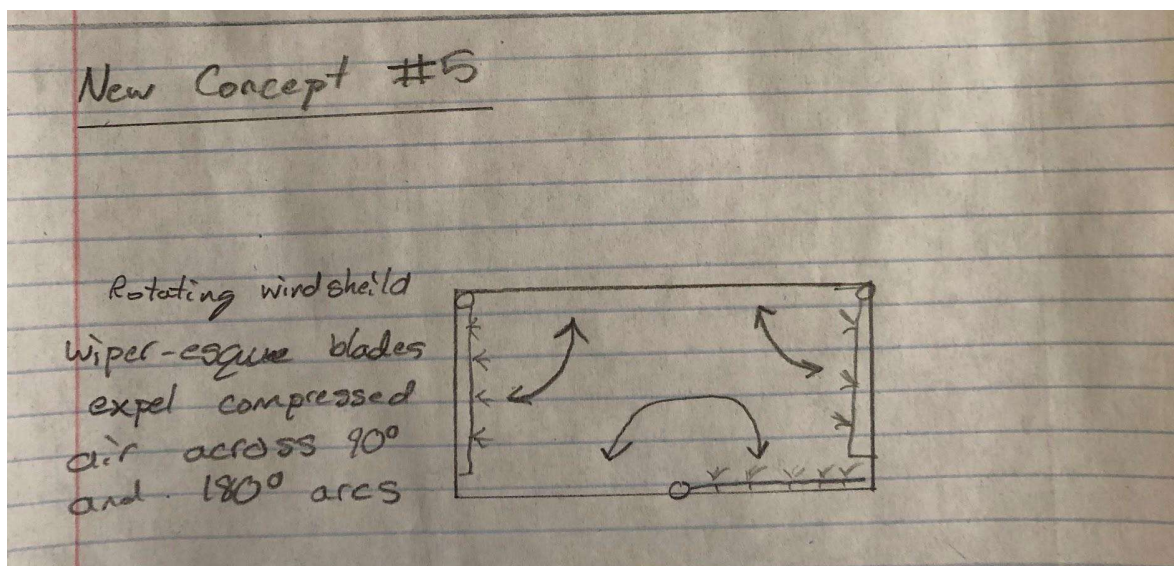 New Concept #5
Rotating windsheild
wiper-esque blades
expel compressed
air across 90°
and 180° arcs